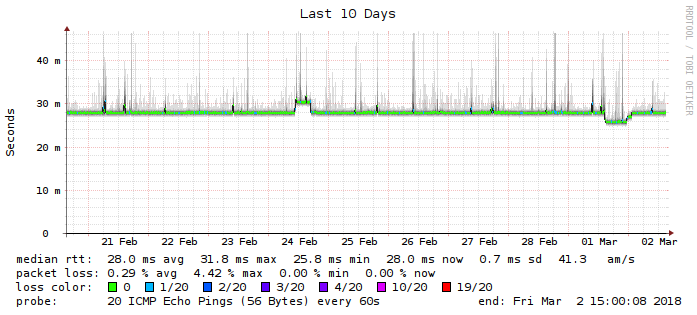 Last 10 Days
RRDTOOL / TOBI OETIKER
Seconds
40 m
30 m
20 m
10 m
0
21 Feb 22 Feb 23 Feb 24 Feb 25 Feb 26 Feb 27 Feb 28 Feb 01 Mar 02 Mar
median rtt: 28.0 ms avg 31.8 ms max 25.8 ms min 28.0 ms now 0.7 ms sd 41.3 am/s
packet loss: 0.29 % avg 4.42 % max 0.00 % min 0.00 % now
loss color: 0 1/20 2/20 3/20 4/20 10/20 19/20
probe: 20 ICMP Echo Pings (56 Bytes) every 60s end: Fri Mar 2 15:00:08 2018